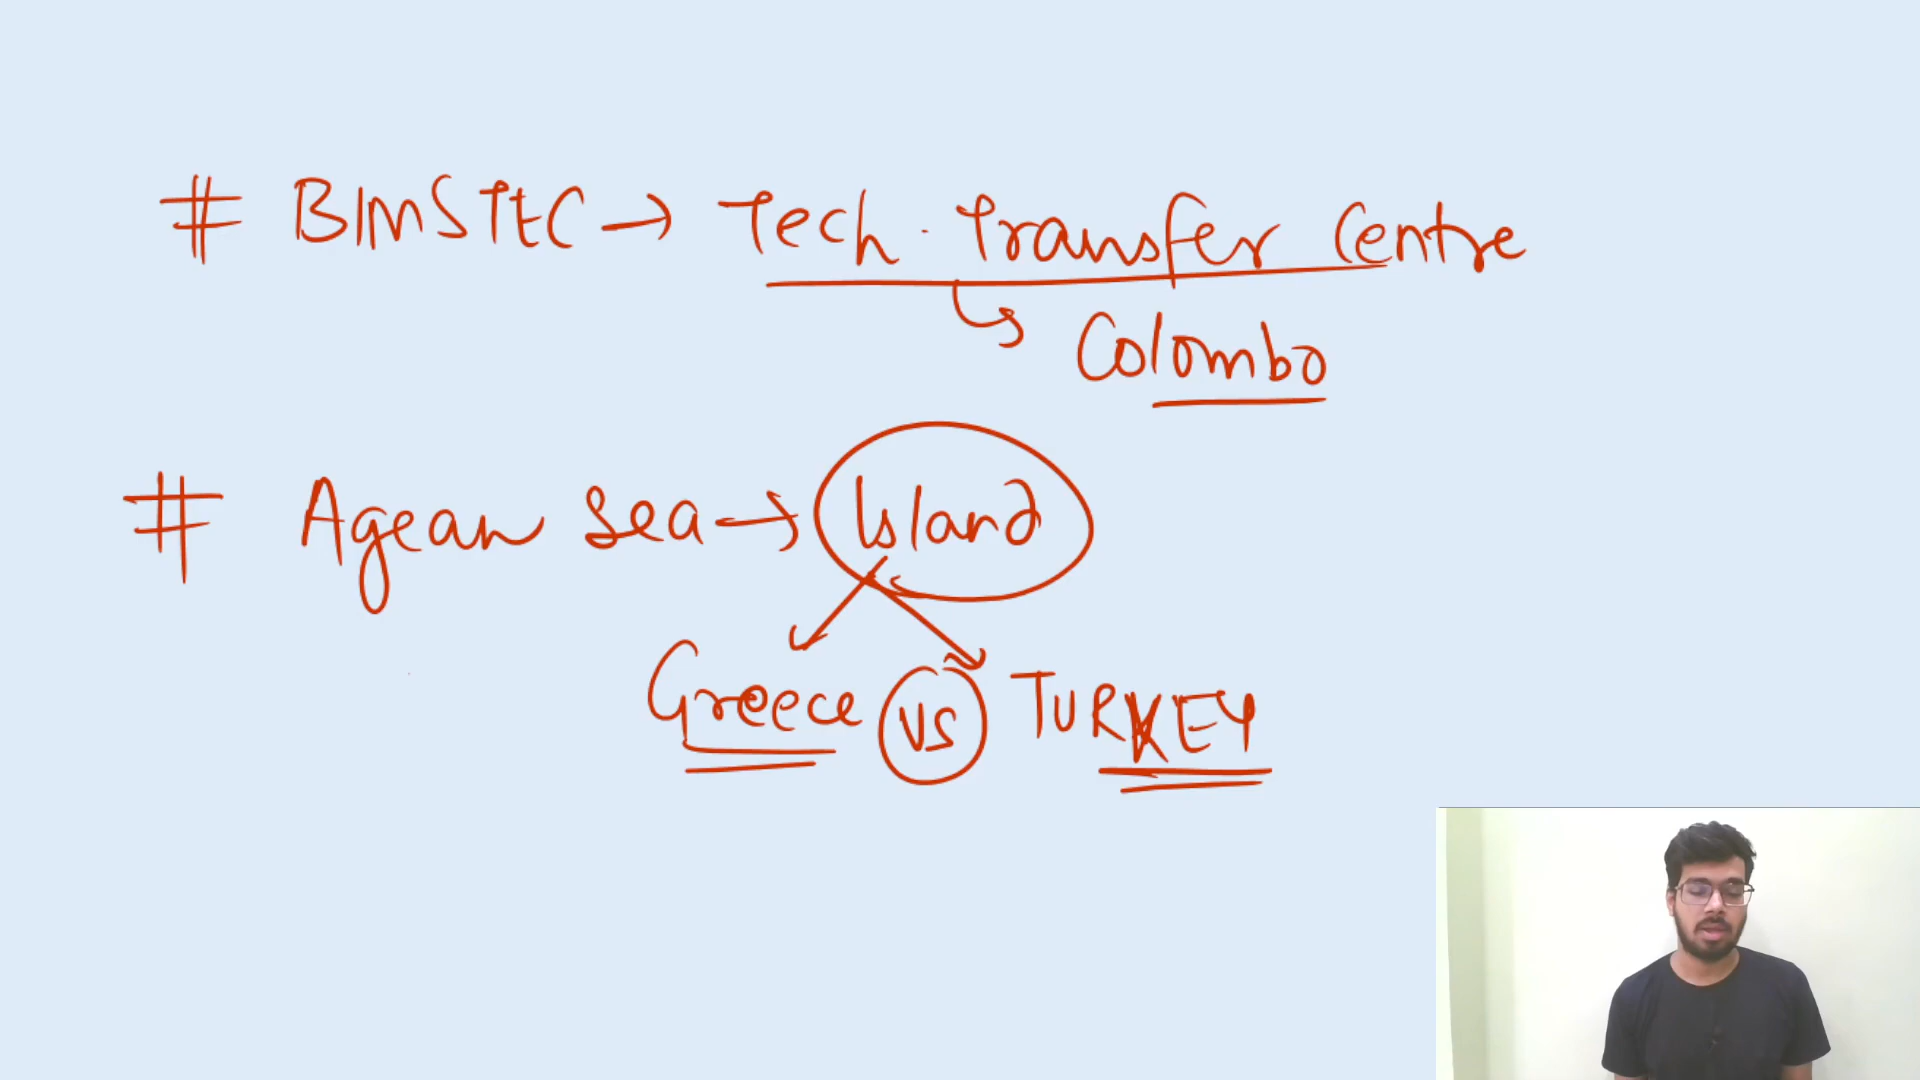 # BIMSTEC → Tech. Transfer Centre
Colombo
# Agean Sea → Island
Greece VS TURKEY